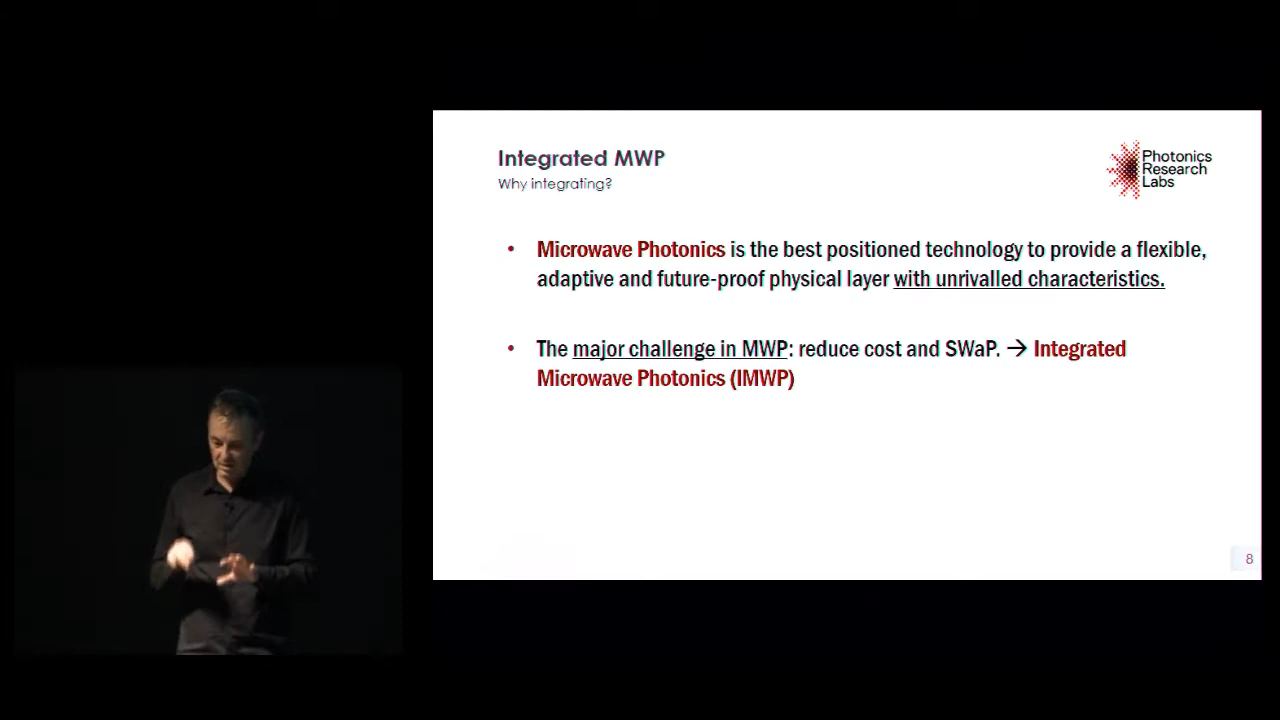 Integrated MWP
Why integrating?
Photonics
Research
Labs
• Microwave Photonics is the best positioned technology to provide a flexible,
adaptive and future-proof physical layer with unrivalled characteristics.
• The major challenge in MWP: reduce cost and SWaP. → Integrated
Microwave Photonics (IMWP)
8